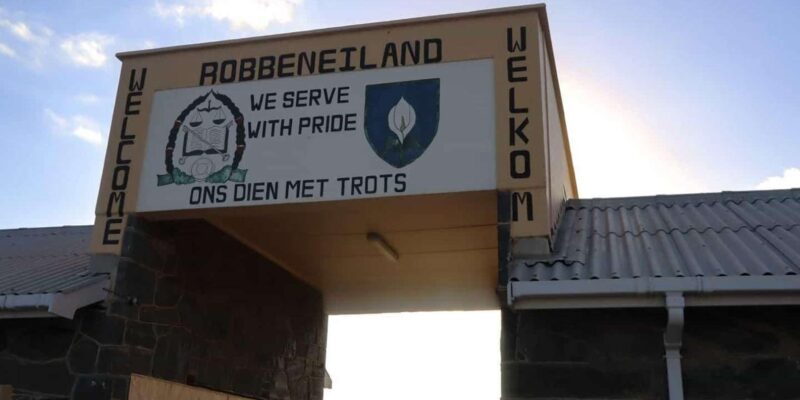 ROBBENEILAND
WELCOME
WE SERVE
WITH PRIDE
ONS DIEN MET TROTS
WELKOM